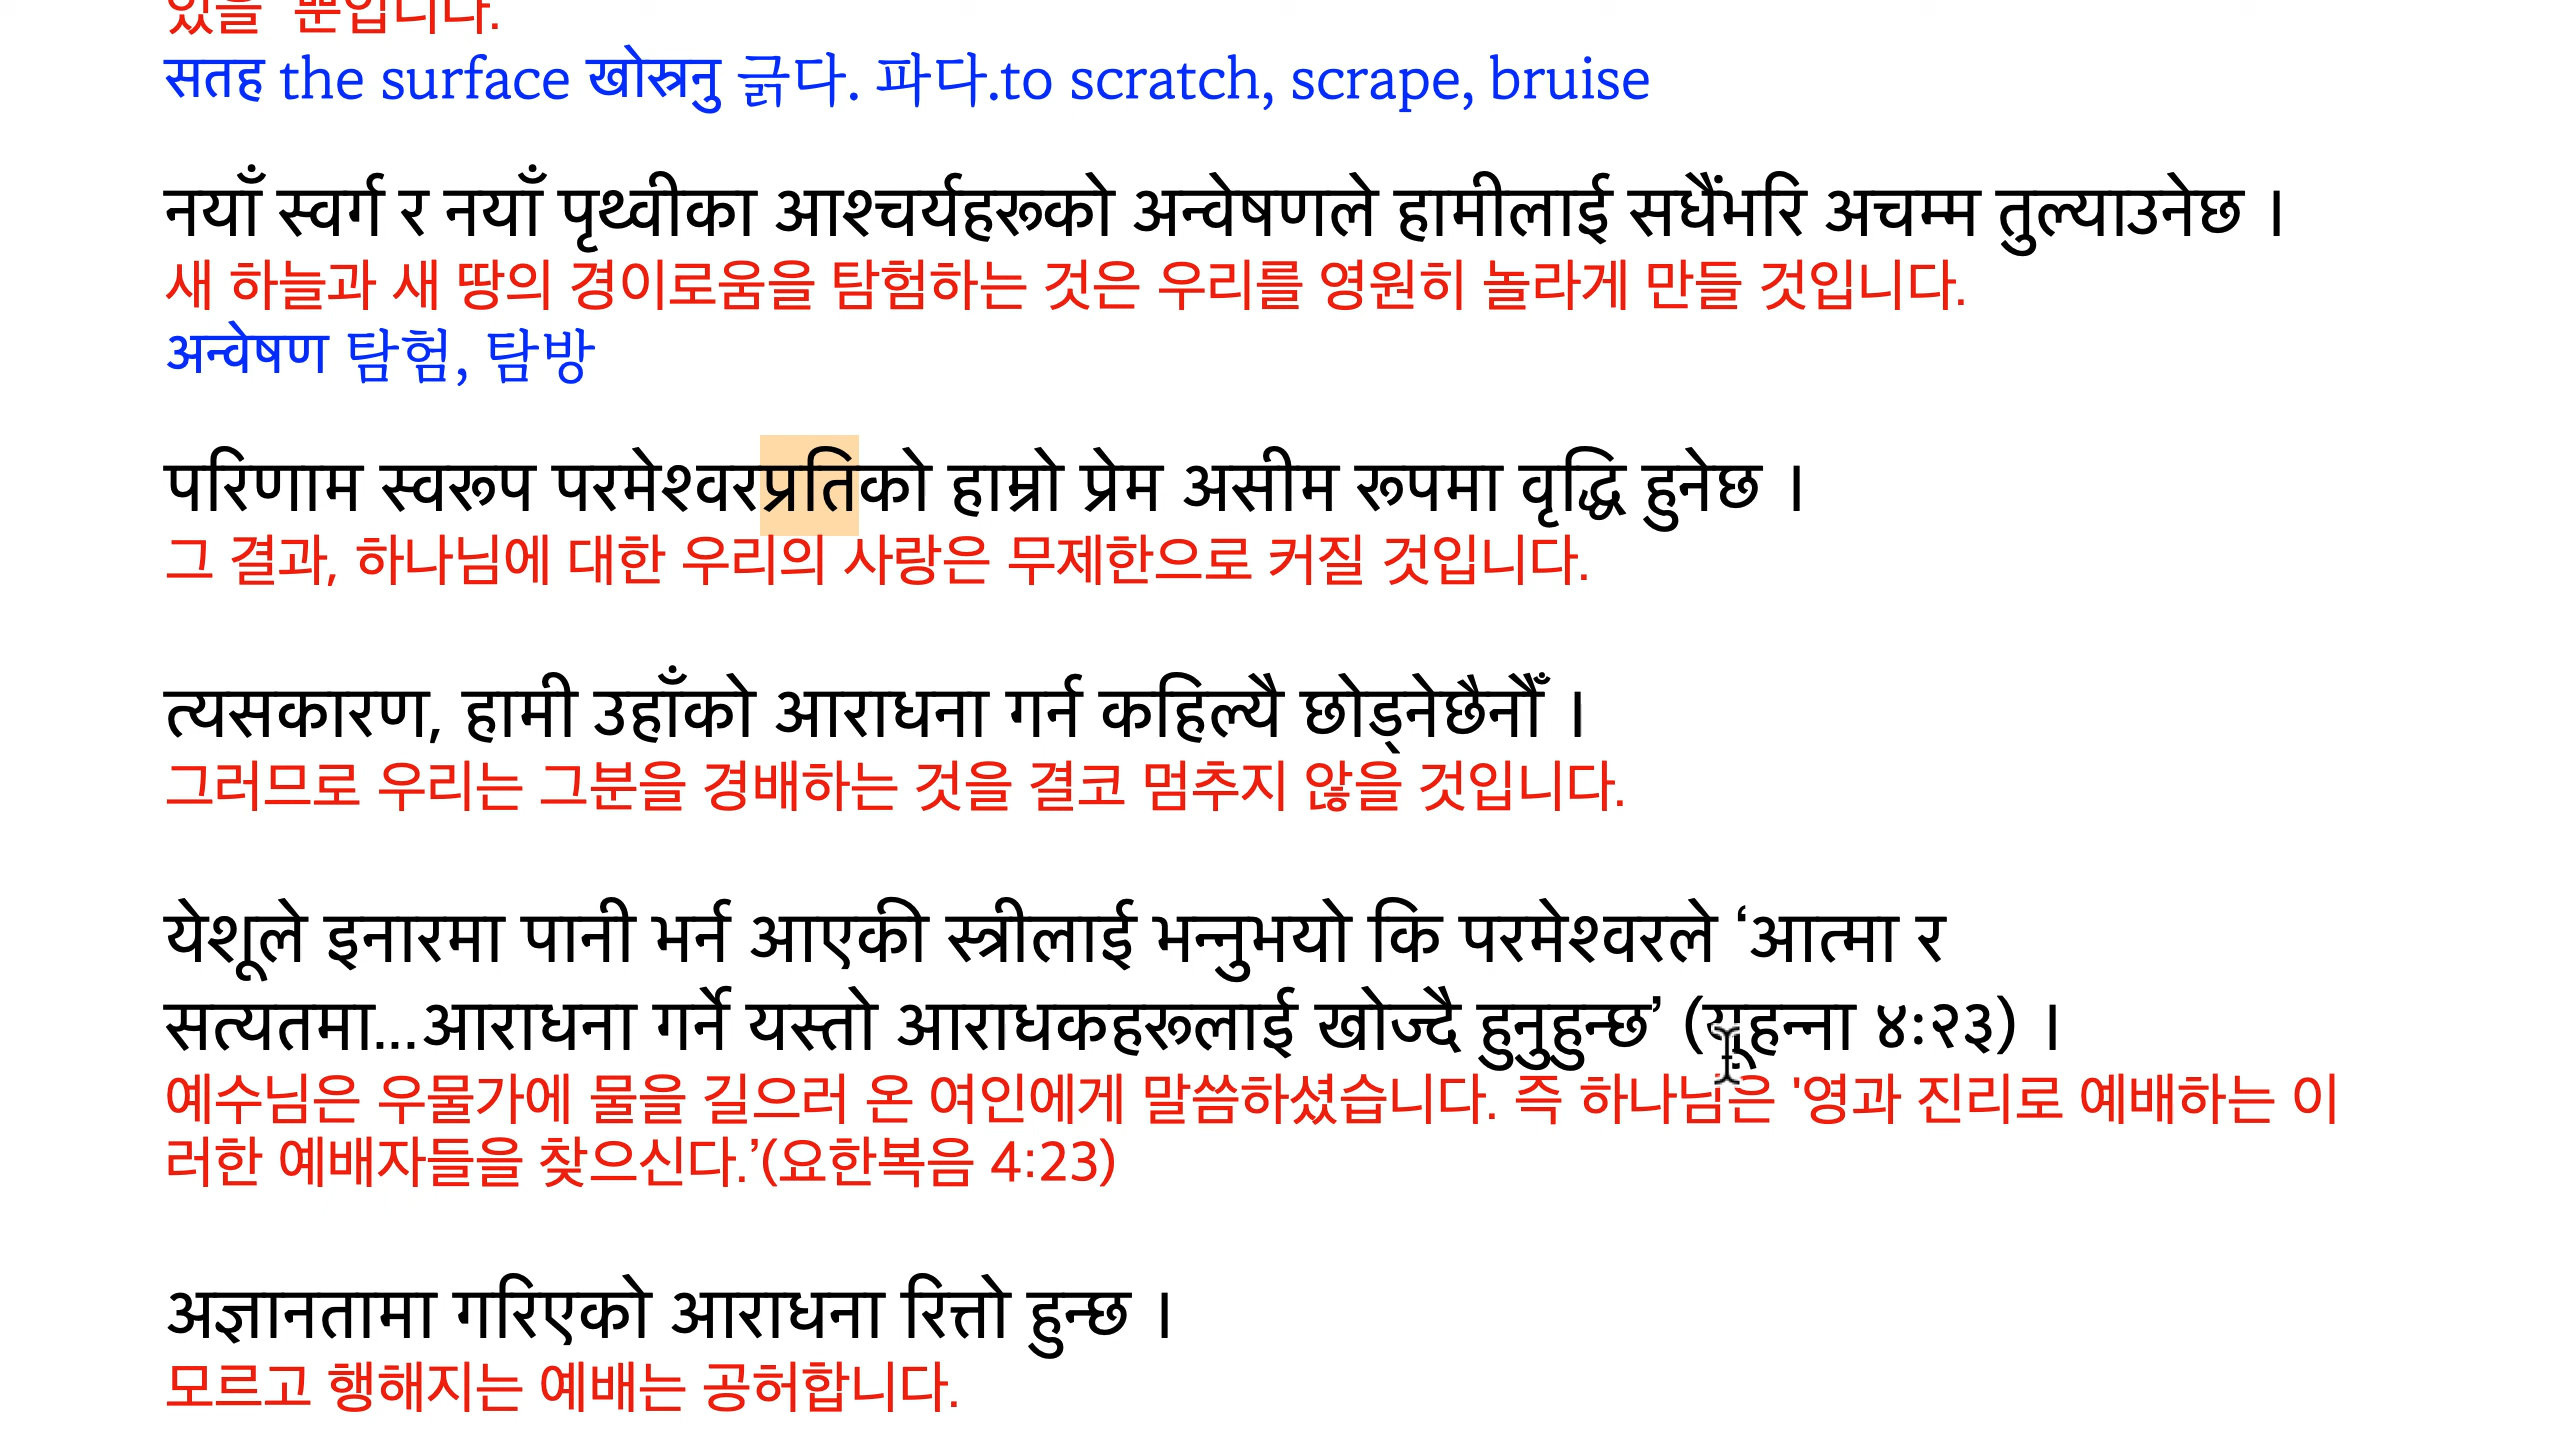 있을 뿐입니다.
सतह the surface खोस्रनु 긁다. 파다.to scratch, scrape, bruise
नयाँ स्वर्ग र नयाँ पृथ्वीका आश्चर्यहरूको अन्वेषणले हामीलाई सधैंभरि अचम्म तुल्याउनेछ ।
새 하늘과 새 땅의 경이로움을 탐험하는 것은 우리를 영원히 놀라게 만들 것입니다.
अन्वेषण 탐험, 탐방
परिणाम स्वरूप परमेश्वरप्रतिको हाम्रो प्रेम असीम रूपमा वृद्धि हुनेछ ।
그 결과, 하나님에 대한 우리의 사랑은 무제한으로 커질 것입니다.
त्यसकारण, हामी उहाँको आराधना गर्न कहिल्यै छोड्नेछैनौँ ।
그러므로 우리는 그분을 경배하는 것을 결코 멈추지 않을 것입니다.
येशूले इनारमा पानी भर्न आएकी स्त्रीलाई भन्नुभयो कि परमेश्वरले ‘आत्मा र
सत्यतमा...आराधना गर्ने यस्तो आराधकहरूलाई खोज्दै हुनुहुन्छ’ (यूहन्ना ४:२३) ।
예수님은 우물가에 물을 길으러 온 여인에게 말씀하셨습니다. 즉 하나님은 '영과 진리로 예배하는 이
러한 예배자들을 찾으신다.’(요한복음 4:23)
अज्ञानतामा गरिएको आराधना रित्तो हुन्छ ।
모르고 행해지는 예배는 공허합니다.